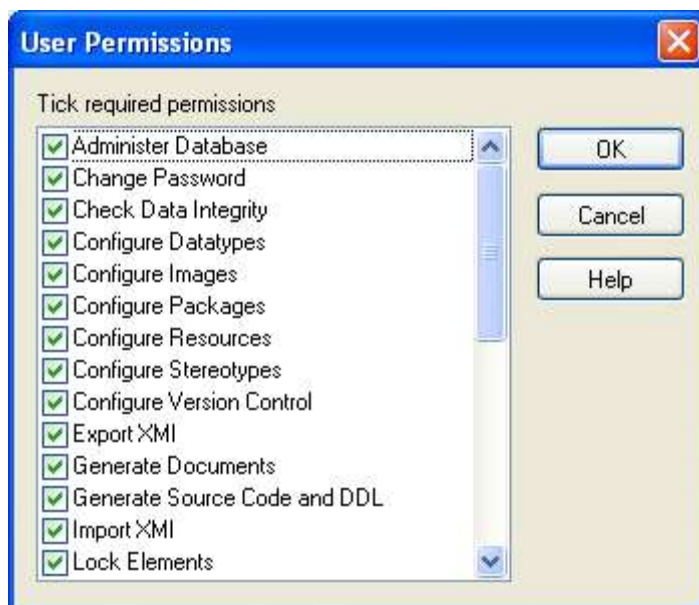 User Permissions
Tick required permissions
Administer Database
Change Password
Check Data Integrity
Configure Datatypes
Configure Images
Configure Packages
Configure Resources
Configure Stereotypes
Configure Version Control
Export XMI
Generate Documents
Generate Source Code and DDL
Import XMI
Lock Elements
OK
Cancel
Help